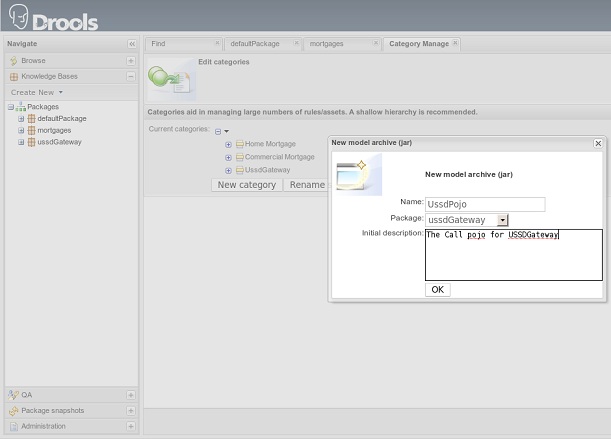 Drools
Navigate
Find
defaultPackage
mortgages
Category Manage
Browse
Knowledge Bases
Create New
Packages
defaultPackage
mortgages
ussdGateway
Edit categories
Categories aid in managing large numbers of rules/assets. A shallow hierarchy is recommended.
Current categories:
Home Mortgage
Commercial Mortgage
UssdGateway
New category
Rename
New model archive (jar)
New model archive (jar)
Name: UssdPojo
Package: ussdGateway
Initial description: The Call pojo for USSDGateway
OK
QA
Package snapshots
Administration